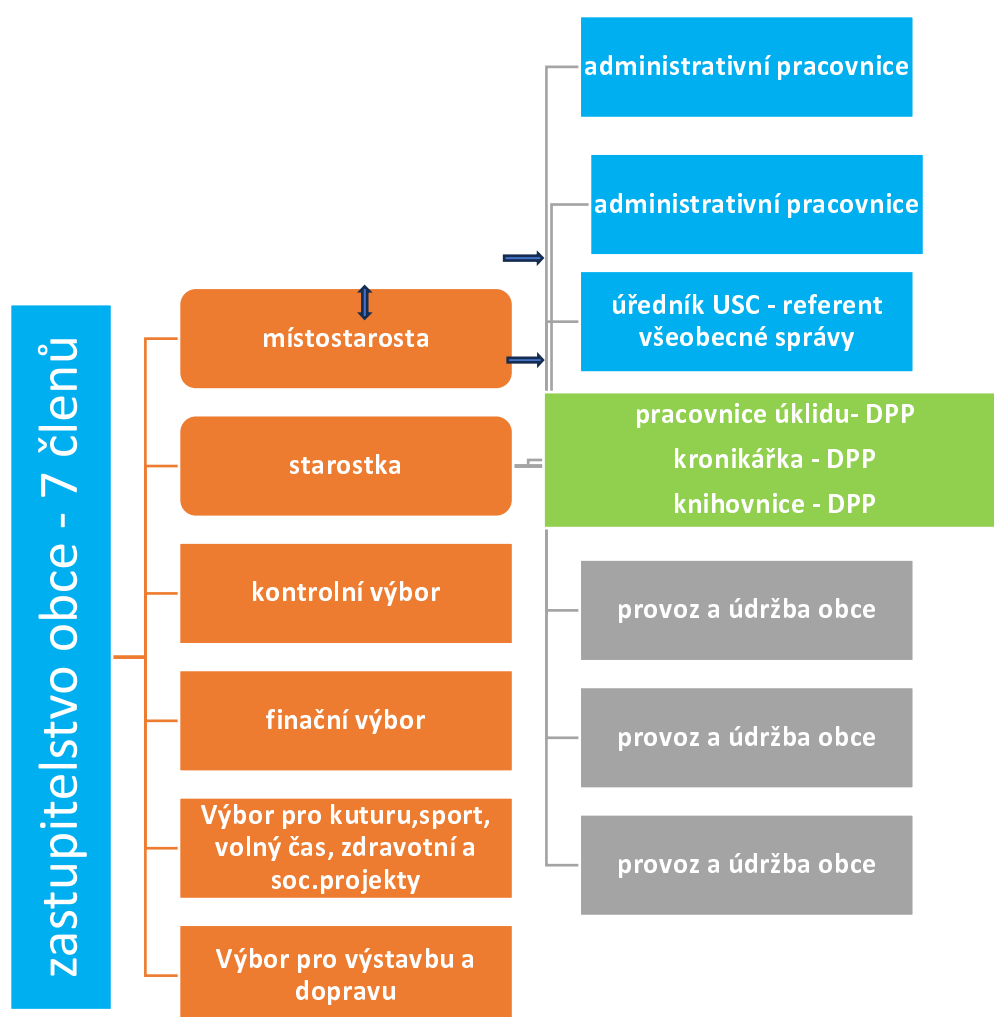 zastupitelstvo obce - 7 členů
místostarosta
starostka
kontrolní výbor
finační výbor
Výbor pro kuturu,sport,
volný čas, zdravotní a
soc.projekty
Výbor pro výstavbu a
dopravu
administrativní pracovnice
administrativní pracovnice
úředník USC - referent
všeobecné správy
pracovnice úklidu- DPP
kronikářka - DPP
knihovnice - DPP
provoz a údržba obce
provoz a údržba obce
provoz a údržba obce